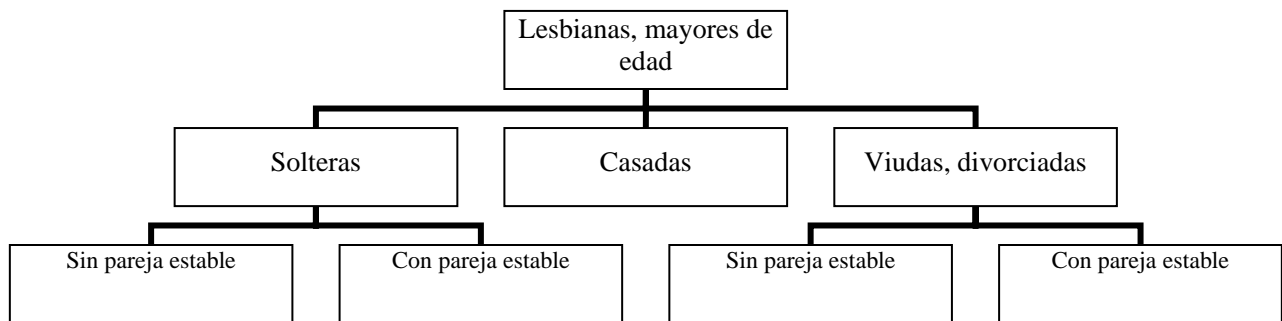 Lesbianas, mayores de
edad
Solteras
Casadas
Viudas, divorciadas
Sin pareja estable
Con pareja estable
Sin pareja estable
Con pareja estable